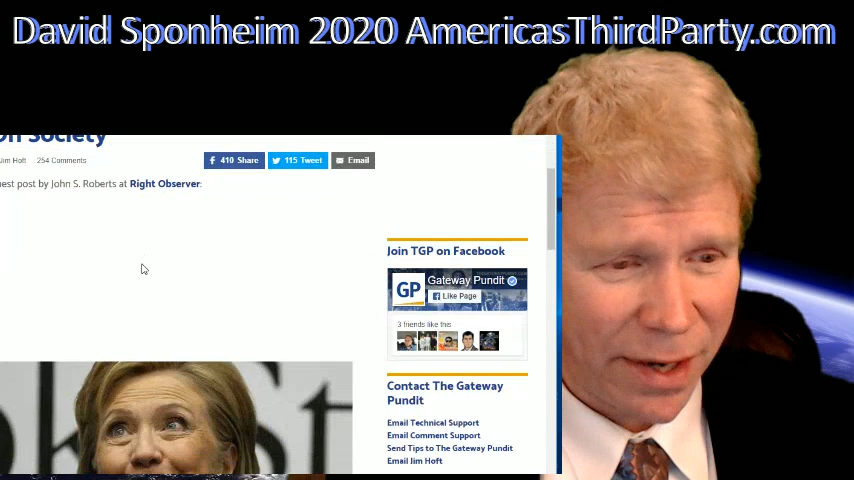 David Sponheim 2020 AmericasThirdParty.com
on Society
Jim Hoft 254 Comments
410 Share
115 Tweet
Email
est post by John S. Roberts at Right Observer:
Join TGP on Facebook
GP
Gateway Pundit
Like Page
3 friends like this
Contact The Gateway
Pundit
Email Technical Support
Email Comment Support
Send Tips to The Gateway Pundit
Email Jim Hoft